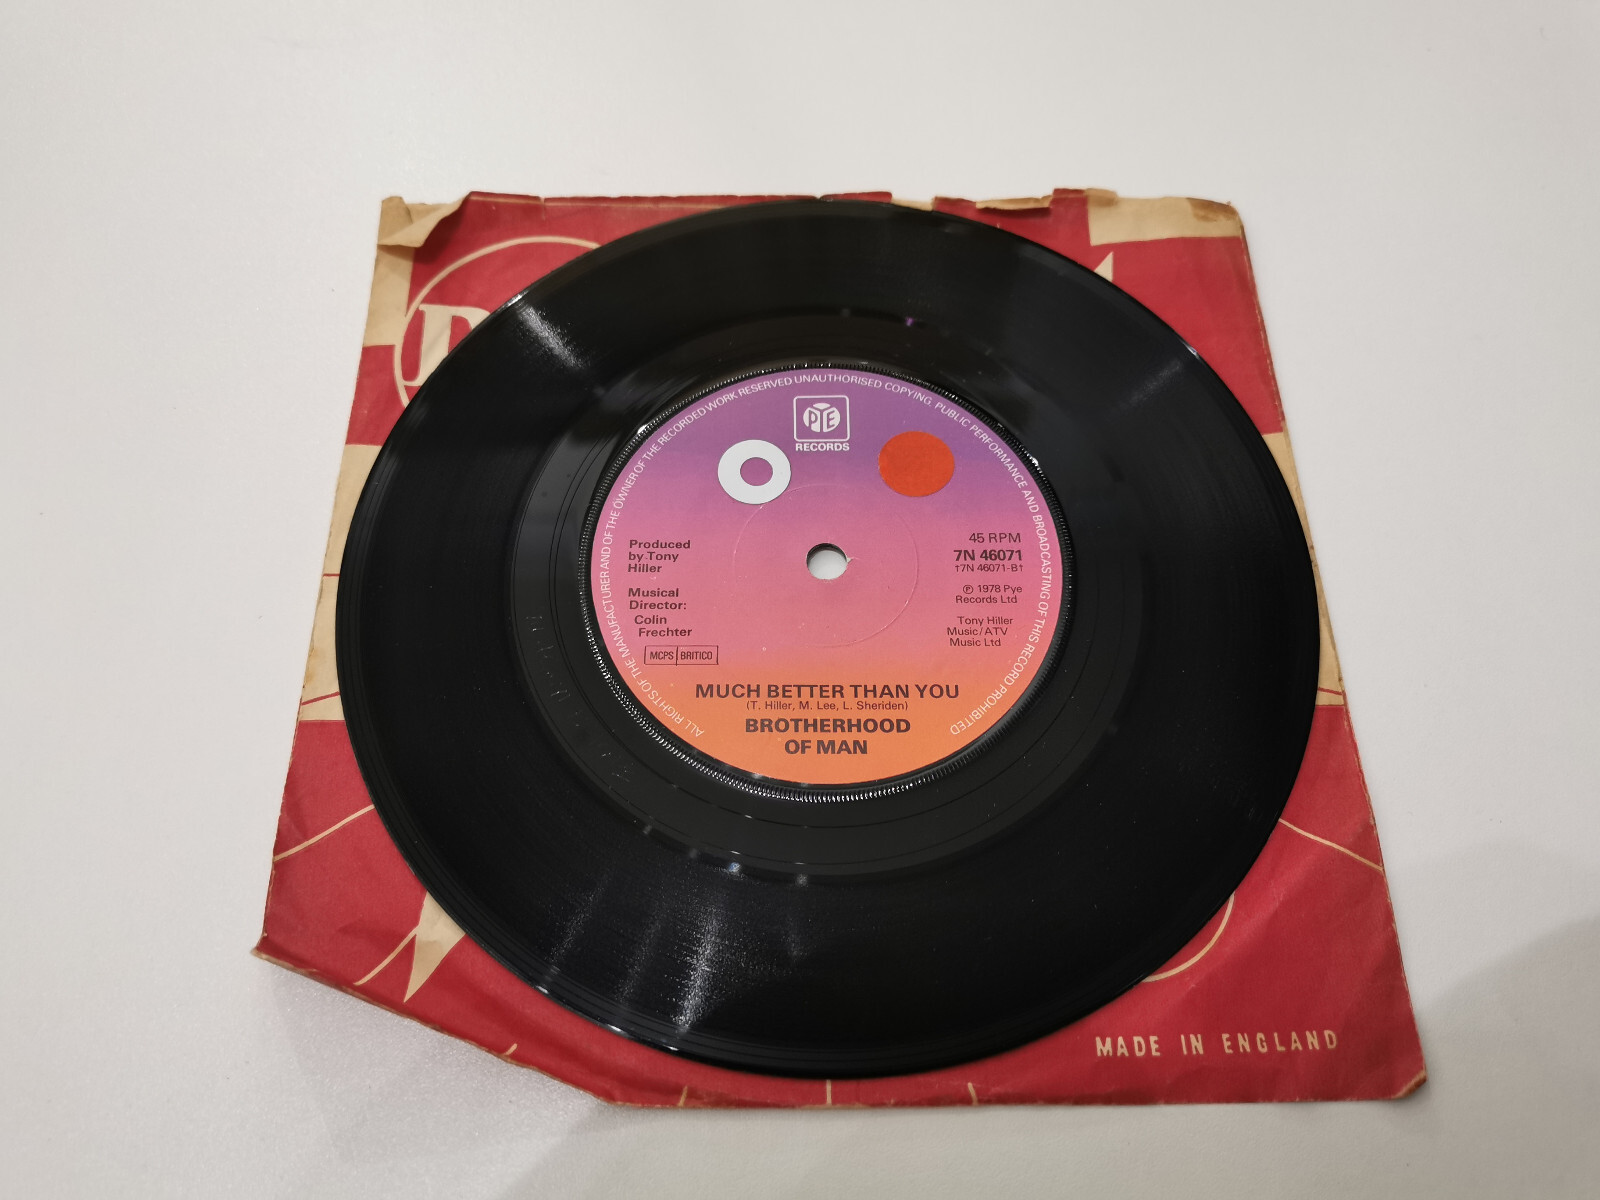 ALL RIGHTS OF THE MANUFACTURER AND OF THE OWNER OF THE RECORDED WORK RESERVED UNAUTHORISED COPYING, PUBLIC PERFORMANCE AND BROADCASTING OF THIS RECORD PROHIBITED
PYE
RECORDS
Produced
by Tony
Hiller
Musical
Director:
Colin
Frechter
MCPS BRITICO
45 RPM
7N 46071
†7N 46071-B†
℗ 1978 Pye
Records Ltd
Tony Hiller
Music/ATV
Music Ltd
MUCH BETTER THAN YOU
(T. Hiller, M. Lee, L. Sheriden)
BROTHERHOOD
OF MAN
MADE IN ENGLAND